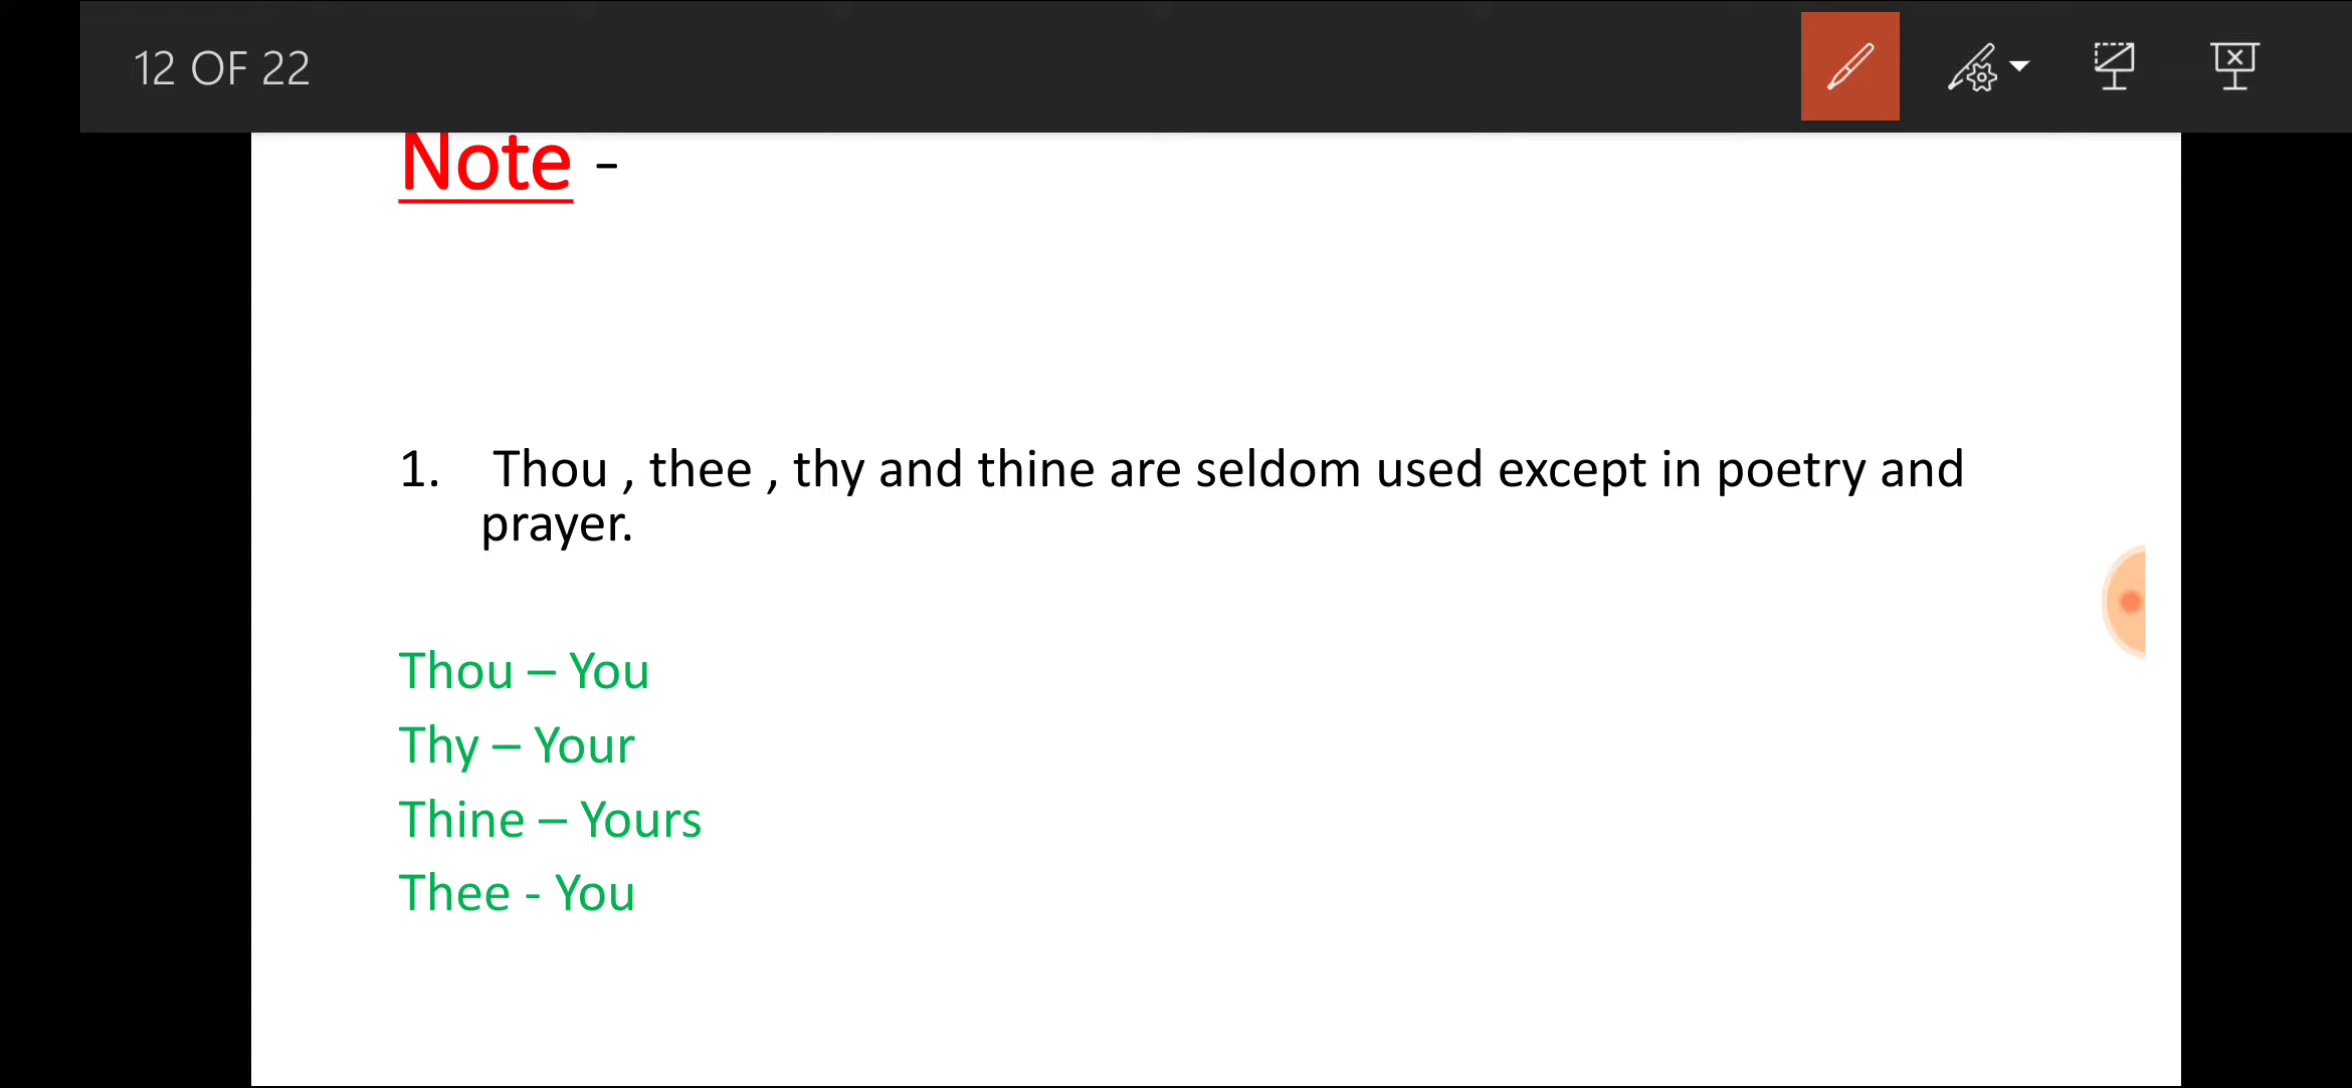 12 OF 22
Note -
1. Thou , thee , thy and thine are seldom used except in poetry and
prayer.
Thou – You
Thy – Your
Thine – Yours
Thee - You